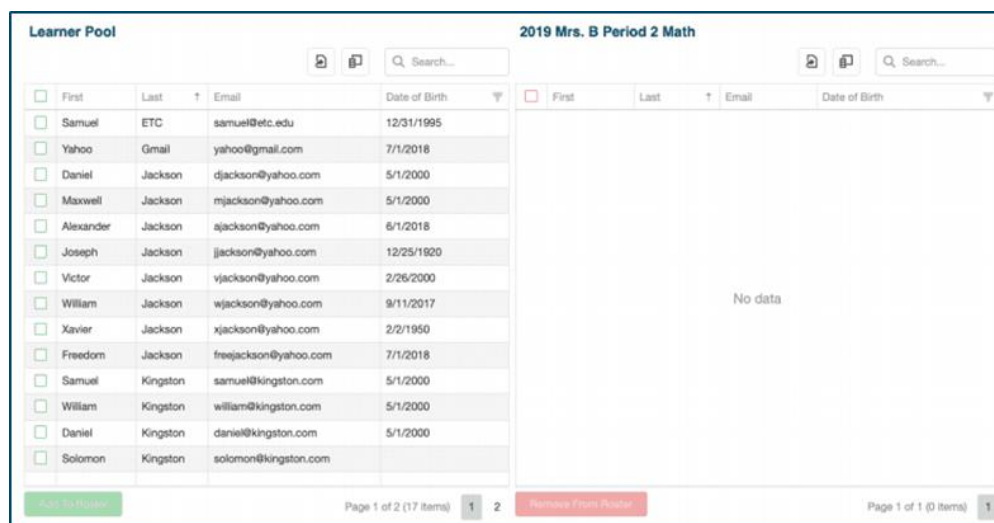 Learner Pool
2019 Mrs. B Period 2 Math
Search...
Search...
First Last ↑ Email Date of Birth
First Last ↑ Email Date of Birth
Samuel ETC samuel@etc.edu 12/31/1995
Yahoo Gmail yahoo@gmail.com 7/1/2018
Daniel Jackson djackson@yahoo.com 5/1/2000
Maxwell Jackson mjackson@yahoo.com 5/1/2000
Alexander Jackson ajackson@yahoo.com 6/1/2018
Joseph Jackson jjackson@yahoo.com 12/25/1920
Victor Jackson vjackson@yahoo.com 2/26/2000
William Jackson wjackson@yahoo.com 9/11/2017
Xavier Jackson xjackson@yahoo.com 2/2/1950
Freedom Jackson freejackson@yahoo.com 7/1/2018
Samuel Kingston samuel@kingston.com 5/1/2000
William Kingston william@kingston.com 5/1/2000
Daniel Kingston daniel@kingston.com 5/1/2000
Solomon Kingston solomon@kingston.com
No data
Add To Roster
Page 1 of 2 (17 items) 1 2
Remove From Roster
Page 1 of 1 (0 items) 1